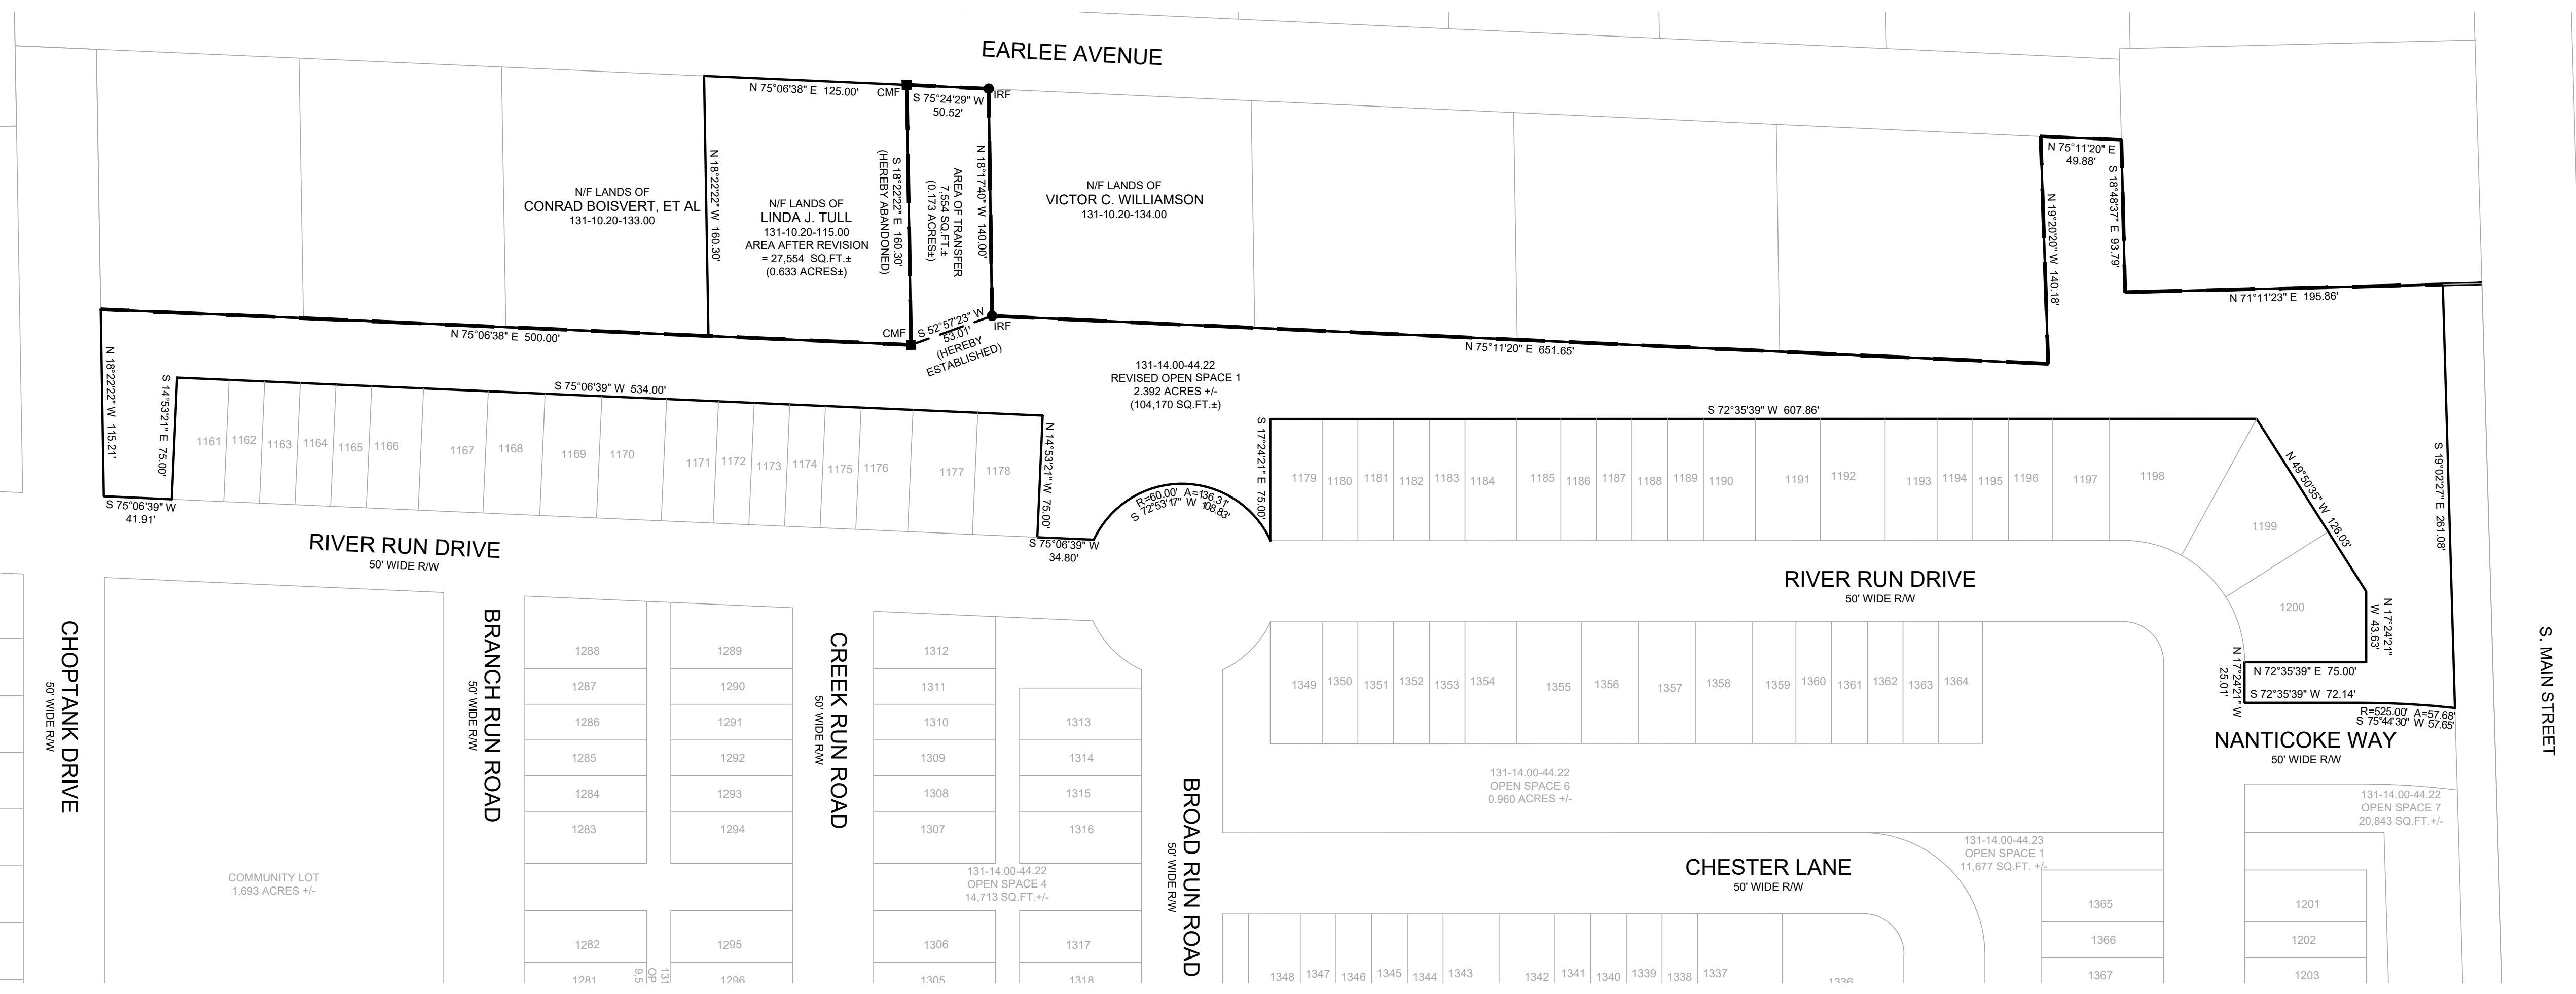 EARLEE AVENUE
N 75°06'38" E 125.00'
CMF
S 75°24'29" W
50.52'
IRF
N/F LANDS OF
CONRAD BOISVERT, ET AL
131-10.20-133.00
N 18°22'22" W 160.30'
N/F LANDS OF
LINDA J. TULL
131-10.20-115.00
AREA AFTER REVISION
= 27,554 SQ.FT.±
(0.633 ACRES±)
S 18°22'22" E 160.30'
(HEREBY ABANDONED)
AREA OF TRANSFER
7,554 SQ.FT.±
(0.173 ACRES±)
N 18°17'40" W 140.00'
N/F LANDS OF
VICTOR C. WILLIAMSON
131-10.20-134.00
N 75°11'20" E
49.88'
S 18°48'37" E 93.79'
N 19°20'20" W 140.18'
N 71°11'23" E 195.86'
N 75°06'38" E 500.00'
CMF
S 52°57'23" W
53.01'
(HEREBY
ESTABLISHED)
IRF
N 75°11'20" E 651.65'
131-14.00-44.22
REVISED OPEN SPACE 1
2.392 ACRES +/-
(104,170 SQ.FT.±)
N 18°22'22" W 115.21'
S 14°53'21" E 75.00'
S 75°06'39" W 534.00'
N 14°53'21" W 75.00'
S 75°06'39" W
41.91'
S 75°06'39" W
34.80'
R=60.00' A=136.31'
S 72°53'17" W 108.83'
S 17°24'21" E 75.00'
S 72°35'39" W 607.86'
N 49°50'35" W 126.03'
S 19°02'27" E 261.08'
N 17°24'21"
W 43.63'
N 72°35'39" E 75.00'
N 17°24'21" W
25.01'
S 72°35'39" W 72.14'
R=525.00' A=57.68'
S 75°44'30" W 57.65'
1161
1162
1163
1164
1165
1166
1167
1168
1169
1170
1171
1172
1173
1174
1175
1176
1177
1178
1179
1180
1181
1182
1183
1184
1185
1186
1187
1188
1189
1190
1191
1192
1193
1194
1195
1196
1197
1198
1199
1200
RIVER RUN DRIVE
50' WIDE R/W
RIVER RUN DRIVE
50' WIDE R/W
CHOPTANK DRIVE
50' WIDE R/W
BRANCH RUN ROAD
50' WIDE R/W
CREEK RUN ROAD
50' WIDE R/W
BROAD RUN ROAD
50' WIDE R/W
NANTICOKE WAY
50' WIDE R/W
S. MAIN STREET
CHESTER LANE
50' WIDE R/W
COMMUNITY LOT
1.693 ACRES +/-
1288
1287
1286
1285
1284
1283
1282
1281
1289
1290
1291
1292
1293
1294
1295
1296
1312
1311
1310
1309
1308
1307
1306
1305
1313
1314
1315
1316
1317
1318
131-14.00-44.22
OPEN SPACE 4
14,713 SQ.FT.+/-
1349
1350
1351
1352
1353
1354
1355
1356
1357
1358
1359
1360
1361
1362
1363
1364
131-14.00-44.22
OPEN SPACE 6
0.960 ACRES +/-
131-14.00-44.23
OPEN SPACE 1
11,677 SQ.FT. +/-
131-14.00-44.22
OPEN SPACE 7
20,843 SQ.FT.+/-
1348
1347
1346
1345
1344
1343
1342
1341
1340
1339
1338
1337
1336
1365
1366
1367
1201
1202
1203
131
OP
9,5